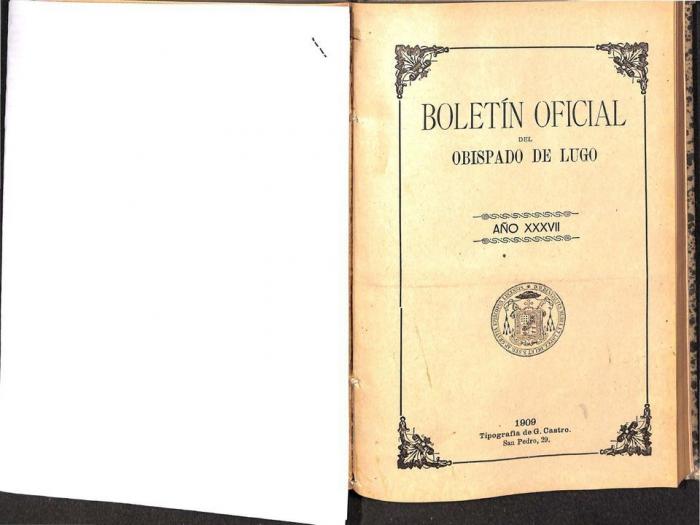 BOLETÍN OFICIAL
DEL
OBISPADO DE LUGO
AÑO XXXVII
1909
Tipografía de G. Castro.
San Pedro, 29.